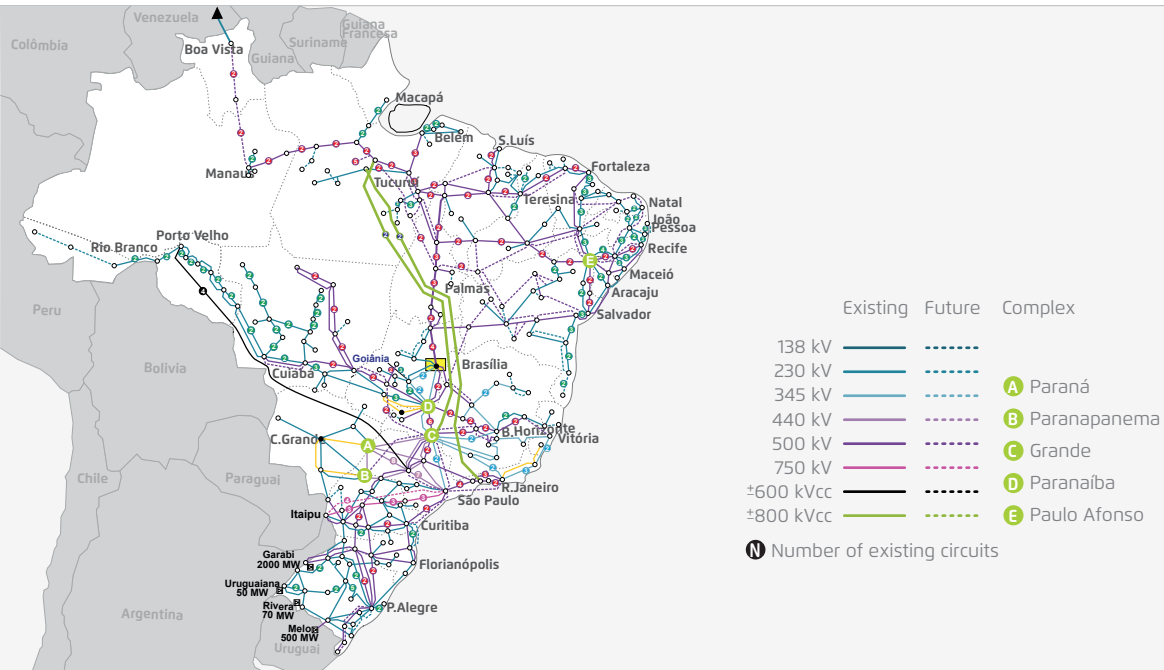 Venezuela
Colômbia
Guiana
Francesa
Suriname
Boa Vista
Guiana
Macapá
Belém
S.Luís
Manaus
Tucuruí
Fortaleza
Teresina
Natal
João
Pessoa
Recife
Rio Branco
Porto Velho
Maceió
Aracaju
Palmas
Salvador
Peru
Bolivia
Goiânia
Brasília
Cuiabá
C.Grande
B.Horizonte
Vitória
R.Janeiro
São Paulo
Chile
Paraguai
Itaipu
Curitiba
Garabi
2000 MW
Florianópolis
Uruguaiana
50 MW
Rivera
70 MW
P.Alegre
Argentina
Melo
500 MW
Uruguai
A
B
C
D
E
Existing Future Complex
138 kV
230 kV
345 kV
440 kV
500 kV
750 kV
±600 kVcc
±800 kVcc
A Paraná
B Paranapanema
C Grande
D Paranaíba
E Paulo Afonso
N Number of existing circuits